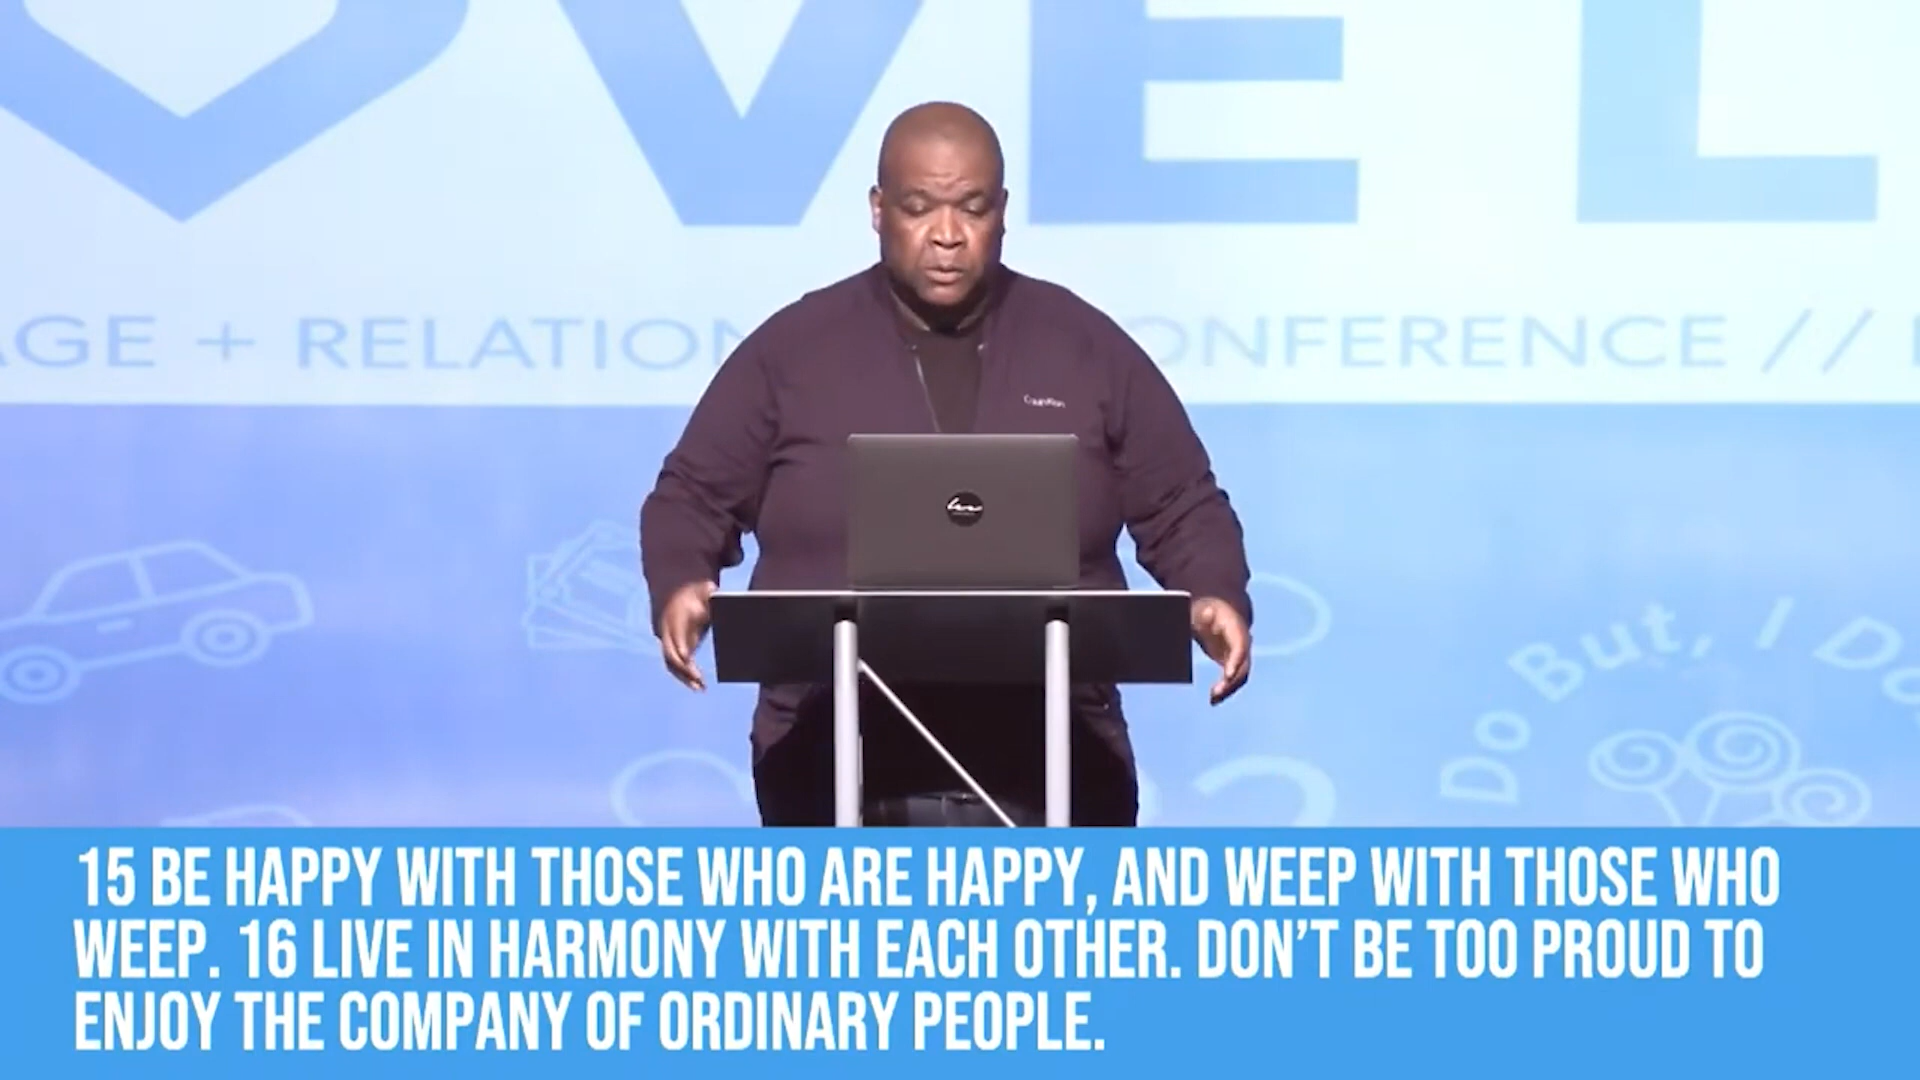 VE L
AGE + RELATION ONFERENCE //
Do But, I Do
15 BE HAPPY WITH THOSE WHO ARE HAPPY, AND WEEP WITH THOSE WHO
WEEP. 16 LIVE IN HARMONY WITH EACH OTHER. DON'T BE TOO PROUD TO
ENJOY THE COMPANY OF ORDINARY PEOPLE.